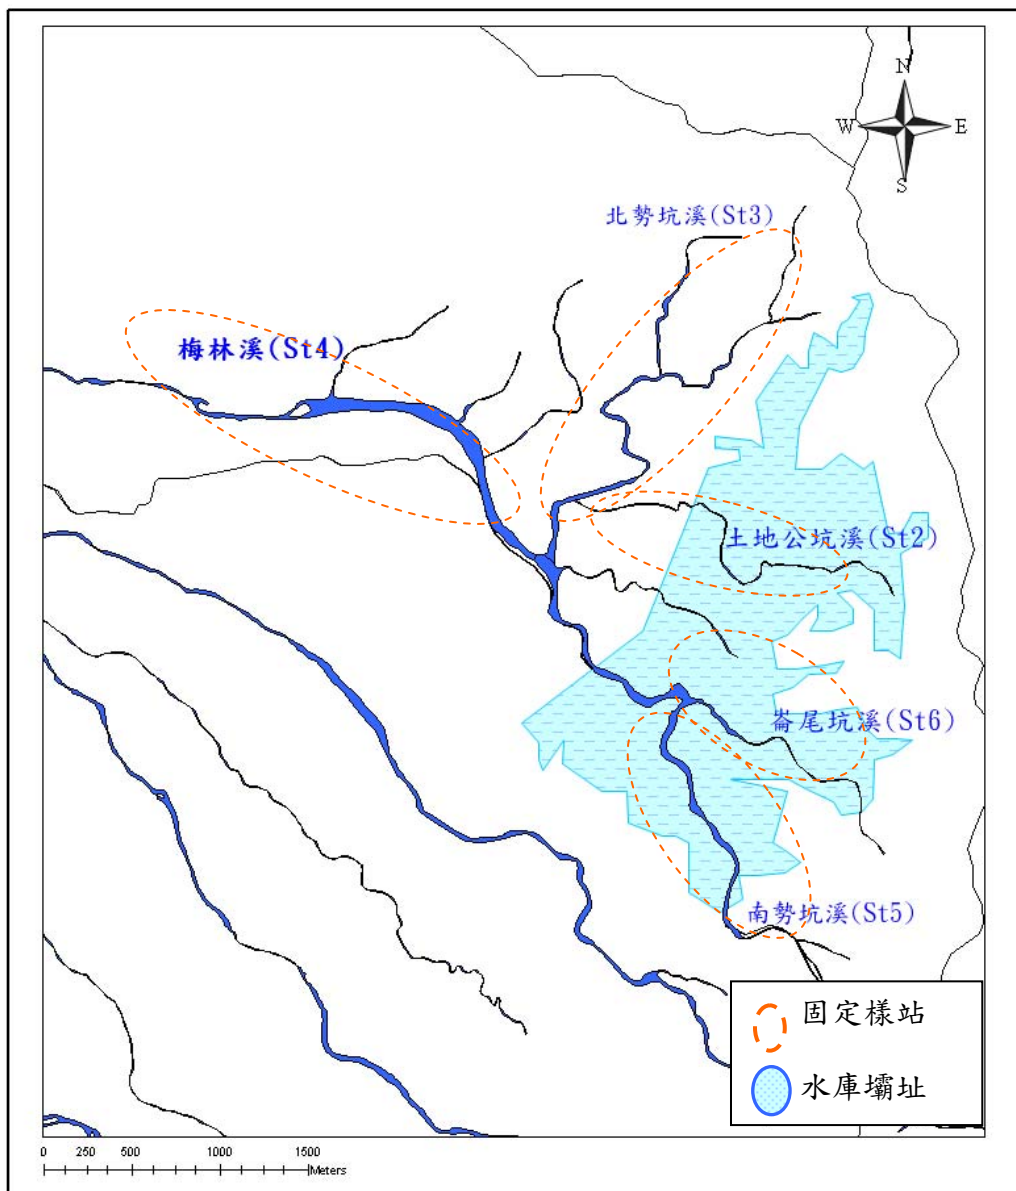 N
W E
S
北勢坑溪(St3)
梅林溪(St4)
土地公坑溪(St2)
崙尾坑溪(St6)
南勢坑溪(St5)
固定樣站
水庫壩址
0 250 500 1000 1500
Meters